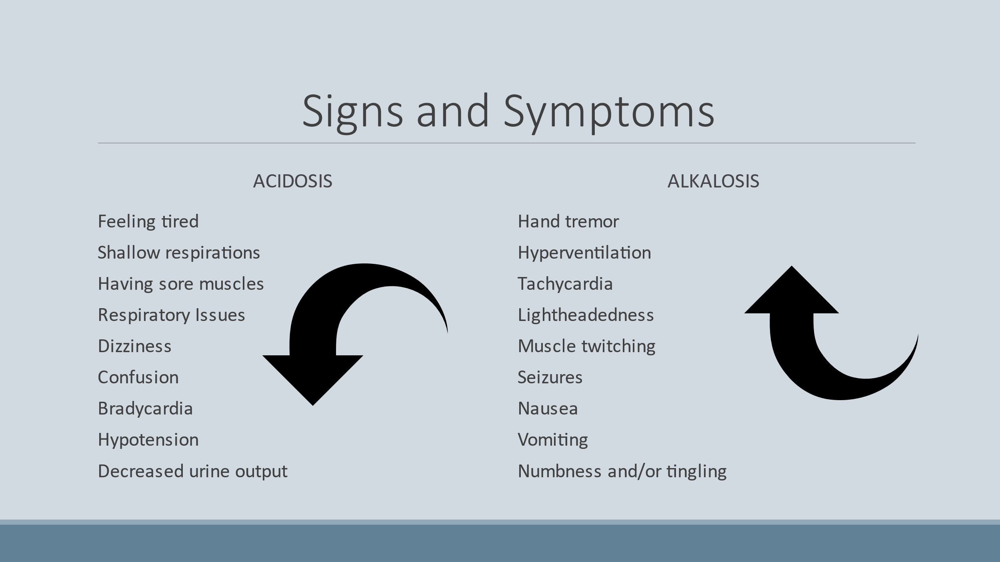 Signs and Symptoms
ACIDOSIS
Feeling tired
Shallow respirations
Having sore muscles
Respiratory Issues
Dizziness
Confusion
Bradycardia
Hypotension
Decreased urine output
ALKALOSIS
Hand tremor
Hyperventilation
Tachycardia
Lightheadedness
Muscle twitching
Seizures
Nausea
Vomiting
Numbness and/or tingling